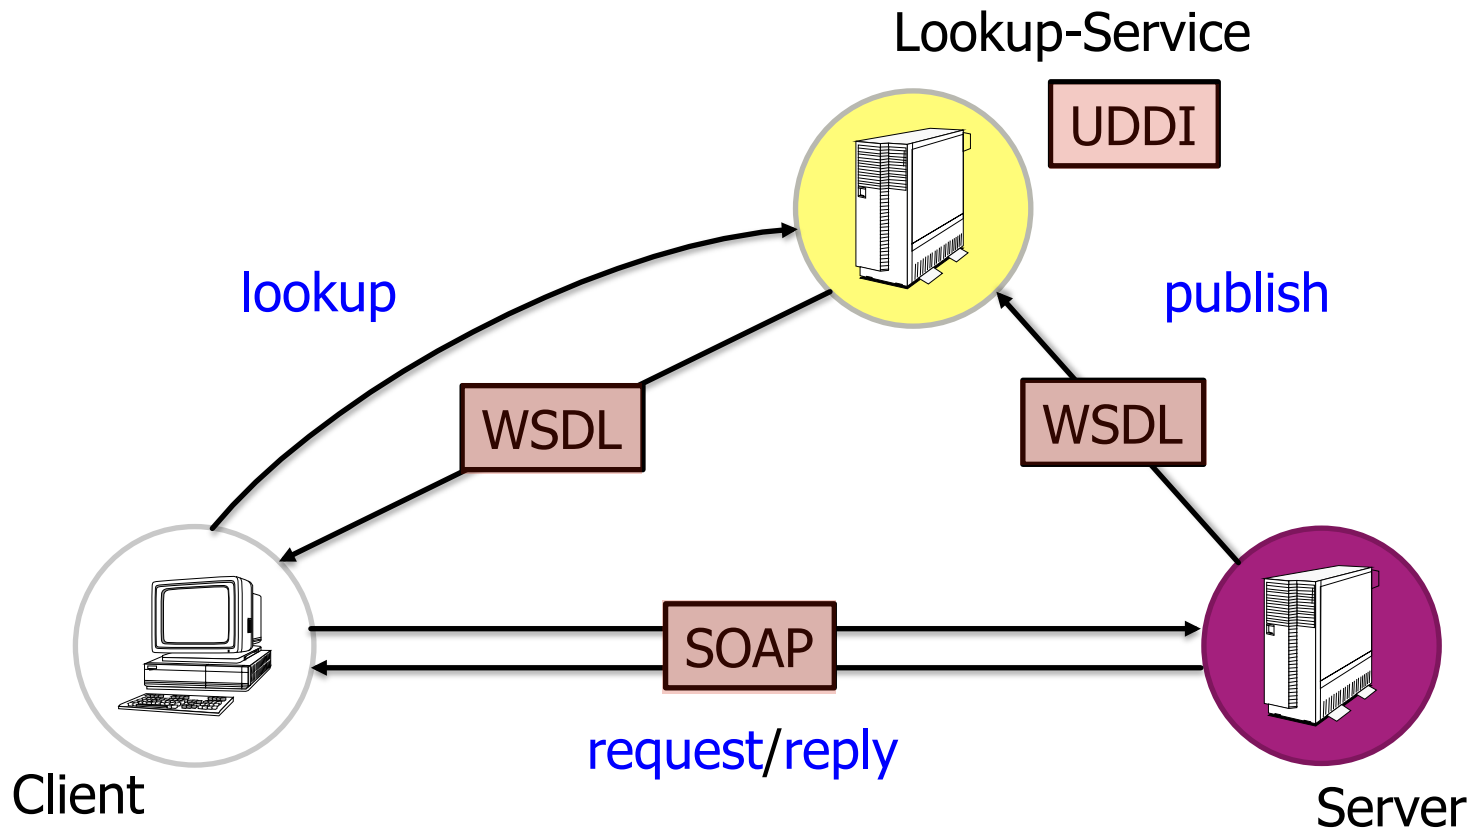 Lookup-Service
UDDI
lookup
publish
WSDL
WSDL
SOAP
request/reply
Client
Server